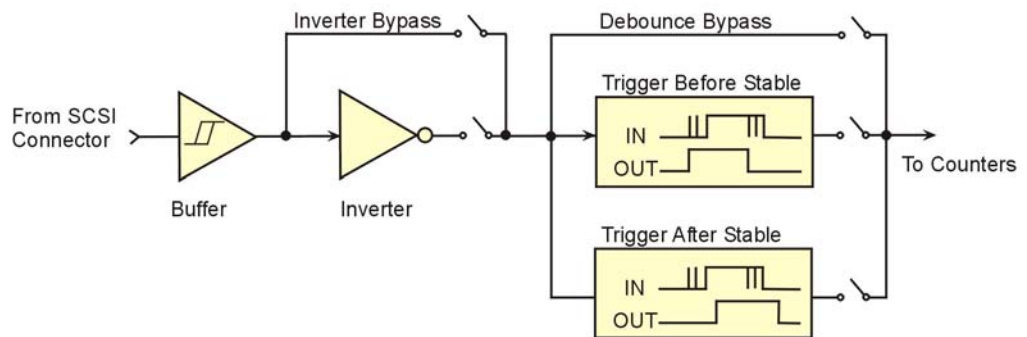 Inverter Bypass
Debounce Bypass
From SCSI
Connector
Trigger Before Stable
IN
OUT
To Counters
Buffer
Inverter
Trigger After Stable
IN
OUT